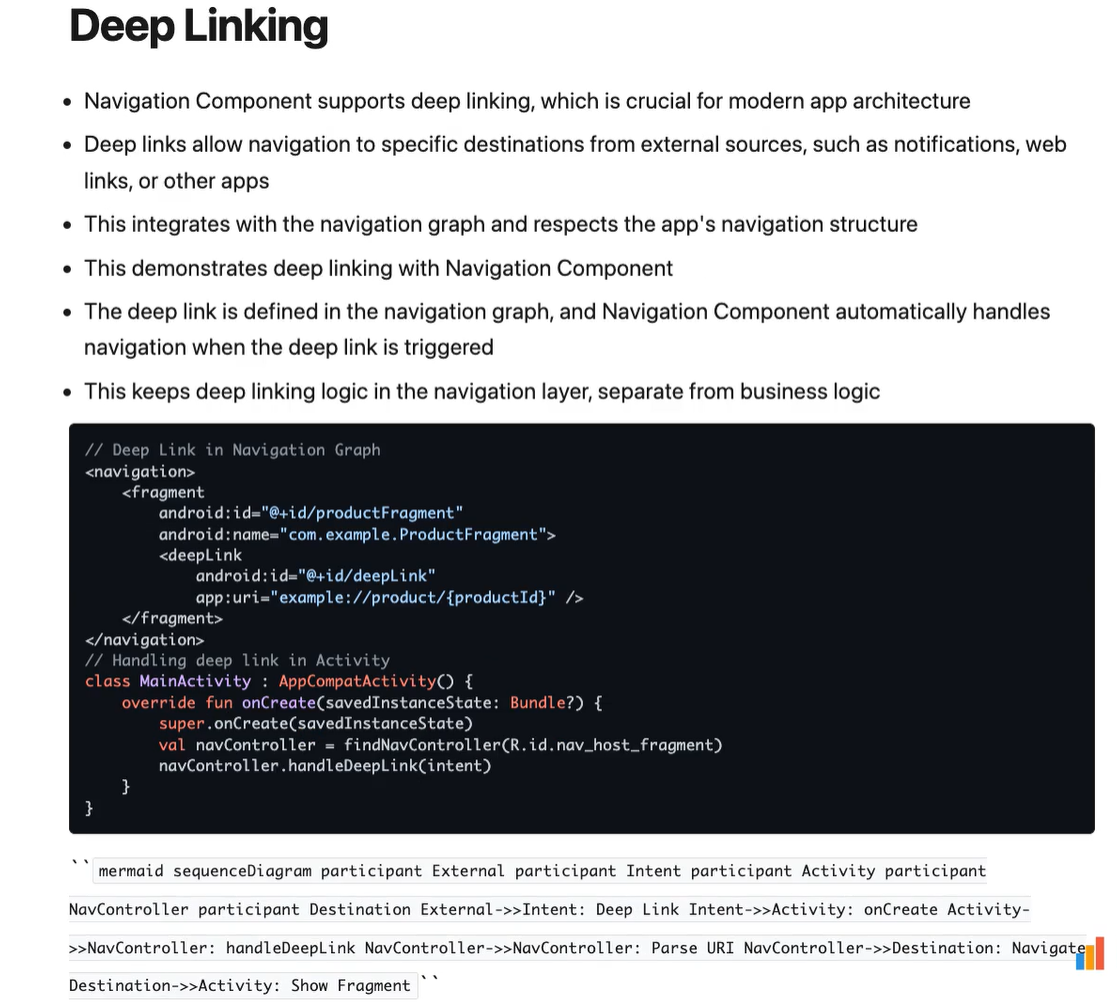 Deep Linking
Navigation Component supports deep linking, which is crucial for modern app architecture
Deep links allow navigation to specific destinations from external sources, such as notifications, web
links, or other apps
This integrates with the navigation graph and respects the app's navigation structure
This demonstrates deep linking with Navigation Component
The deep link is defined in the navigation graph, and Navigation Component automatically handles
navigation when the deep link is triggered
This keeps deep linking logic in the navigation layer, separate from business logic
// Deep Link in Navigation Graph
<navigation>
    <fragment
        android:id="@+id/productFragment"
        android:name="com.example.ProductFragment">
        <deepLink
            android:id="@+id/deepLink"
            app:uri="example://product/{productId}" />
    </fragment>
</navigation>
// Handling deep link in Activity
class MainActivity : AppCompatActivity() {
    override fun onCreate(savedInstanceState: Bundle?) {
        super.onCreate(savedInstanceState)
        val navController = findNavController(R.id.nav_host_fragment)
        navController.handleDeepLink(intent)
    }
}
`` mermaid sequenceDiagram participant External participant Intent participant Activity participant
NavController participant Destination External->>Intent: Deep Link Intent->>Activity: onCreate Activity-
>>NavController: handleDeepLink NavController->>NavController: Parse URI NavController->>Destination: Navigate
Destination->>Activity: Show Fragment ``